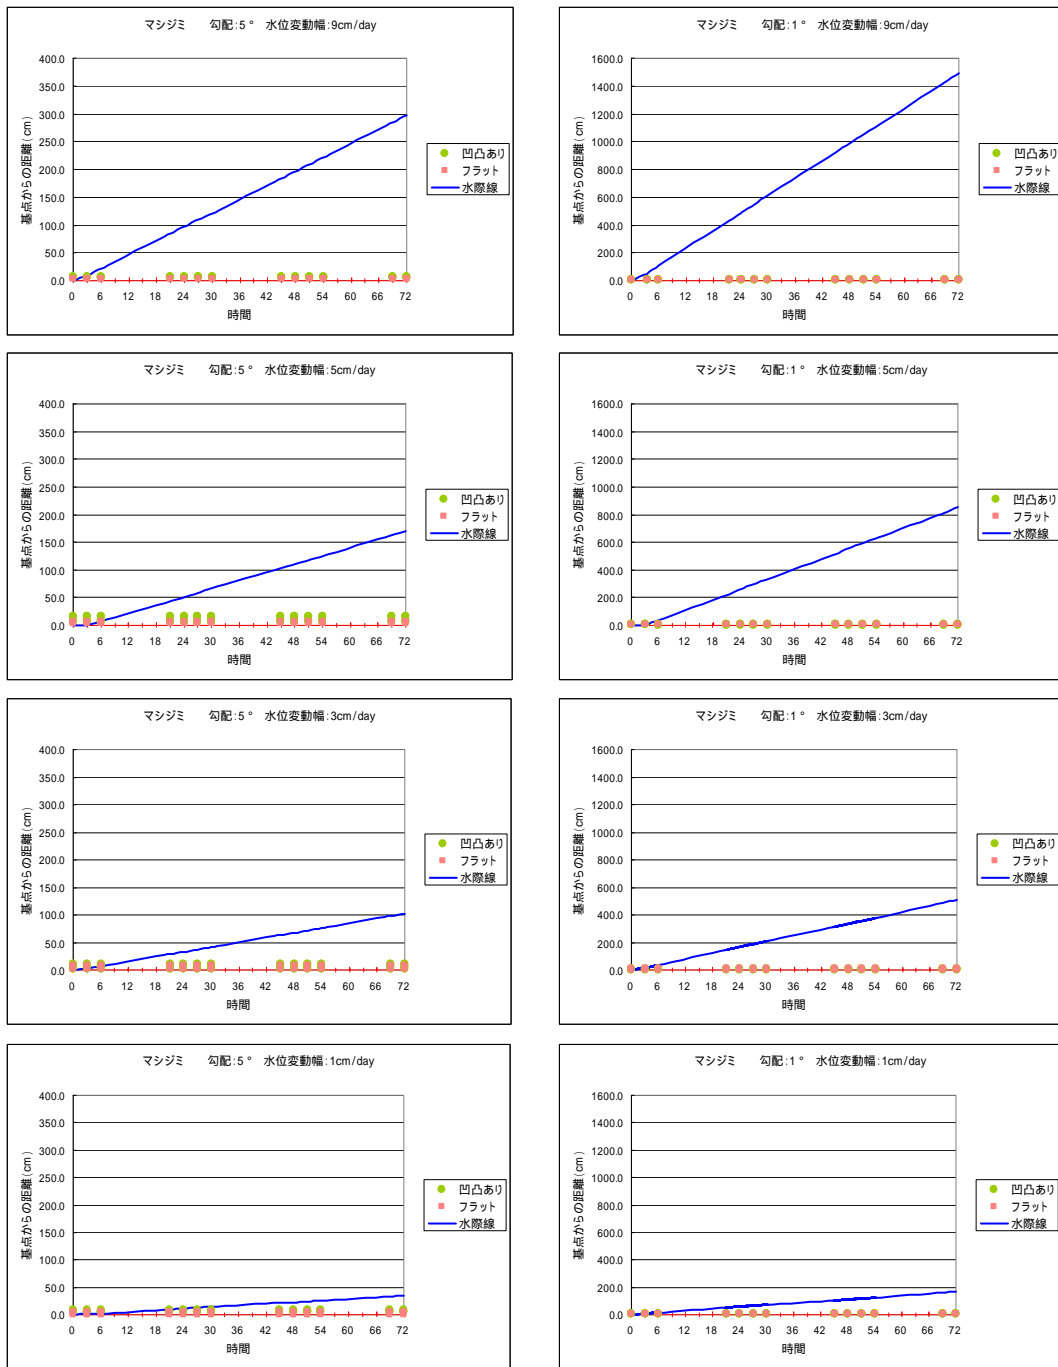 マシジミ 勾配:5° 水位変動幅:9cm/day
400.0
350.0
300.0
250.0
200.0
150.0
100.0
50.0
0.0
基点からの距離(cm)
0 6 12 18 24 30 36 42 48 54 60 66 72
時間
凹凸あり
フラット
水際線
マシジミ 勾配:1° 水位変動幅:9cm/day
1600.0
1400.0
1200.0
1000.0
800.0
600.0
400.0
200.0
0.0
基点からの距離(cm)
0 6 12 18 24 30 36 42 48 54 60 66 72
時間
凹凸あり
フラット
水際線
マシジミ 勾配:5° 水位変動幅:5cm/day
400.0
350.0
300.0
250.0
200.0
150.0
100.0
50.0
0.0
基点からの距離(cm)
0 6 12 18 24 30 36 42 48 54 60 66 72
時間
凹凸あり
フラット
水際線
マシジミ 勾配:1° 水位変動幅:5cm/day
1600.0
1400.0
1200.0
1000.0
800.0
600.0
400.0
200.0
0.0
基点からの距離(cm)
0 6 12 18 24 30 36 42 48 54 60 66 72
時間
凹凸あり
フラット
水際線
マシジミ 勾配:5° 水位変動幅:3cm/day
400.0
350.0
300.0
250.0
200.0
150.0
100.0
50.0
0.0
基点からの距離(cm)
0 6 12 18 24 30 36 42 48 54 60 66 72
時間
凹凸あり
フラット
水際線
マシジミ 勾配:1° 水位変動幅:3cm/day
1600.0
1400.0
1200.0
1000.0
800.0
600.0
400.0
200.0
0.0
基点からの距離(cm)
0 6 12 18 24 30 36 42 48 54 60 66 72
時間
凹凸あり
フラット
水際線
マシジミ 勾配:5° 水位変動幅:1cm/day
400.0
350.0
300.0
250.0
200.0
150.0
100.0
50.0
0.0
基点からの距離(cm)
0 6 12 18 24 30 36 42 48 54 60 66 72
時間
凹凸あり
フラット
水際線
マシジミ 勾配:1° 水位変動幅:1cm/day
1600.0
1400.0
1200.0
1000.0
800.0
600.0
400.0
200.0
0.0
基点からの距離(cm)
0 6 12 18 24 30 36 42 48 54 60 66 72
時間
凹凸あり
フラット
水際線